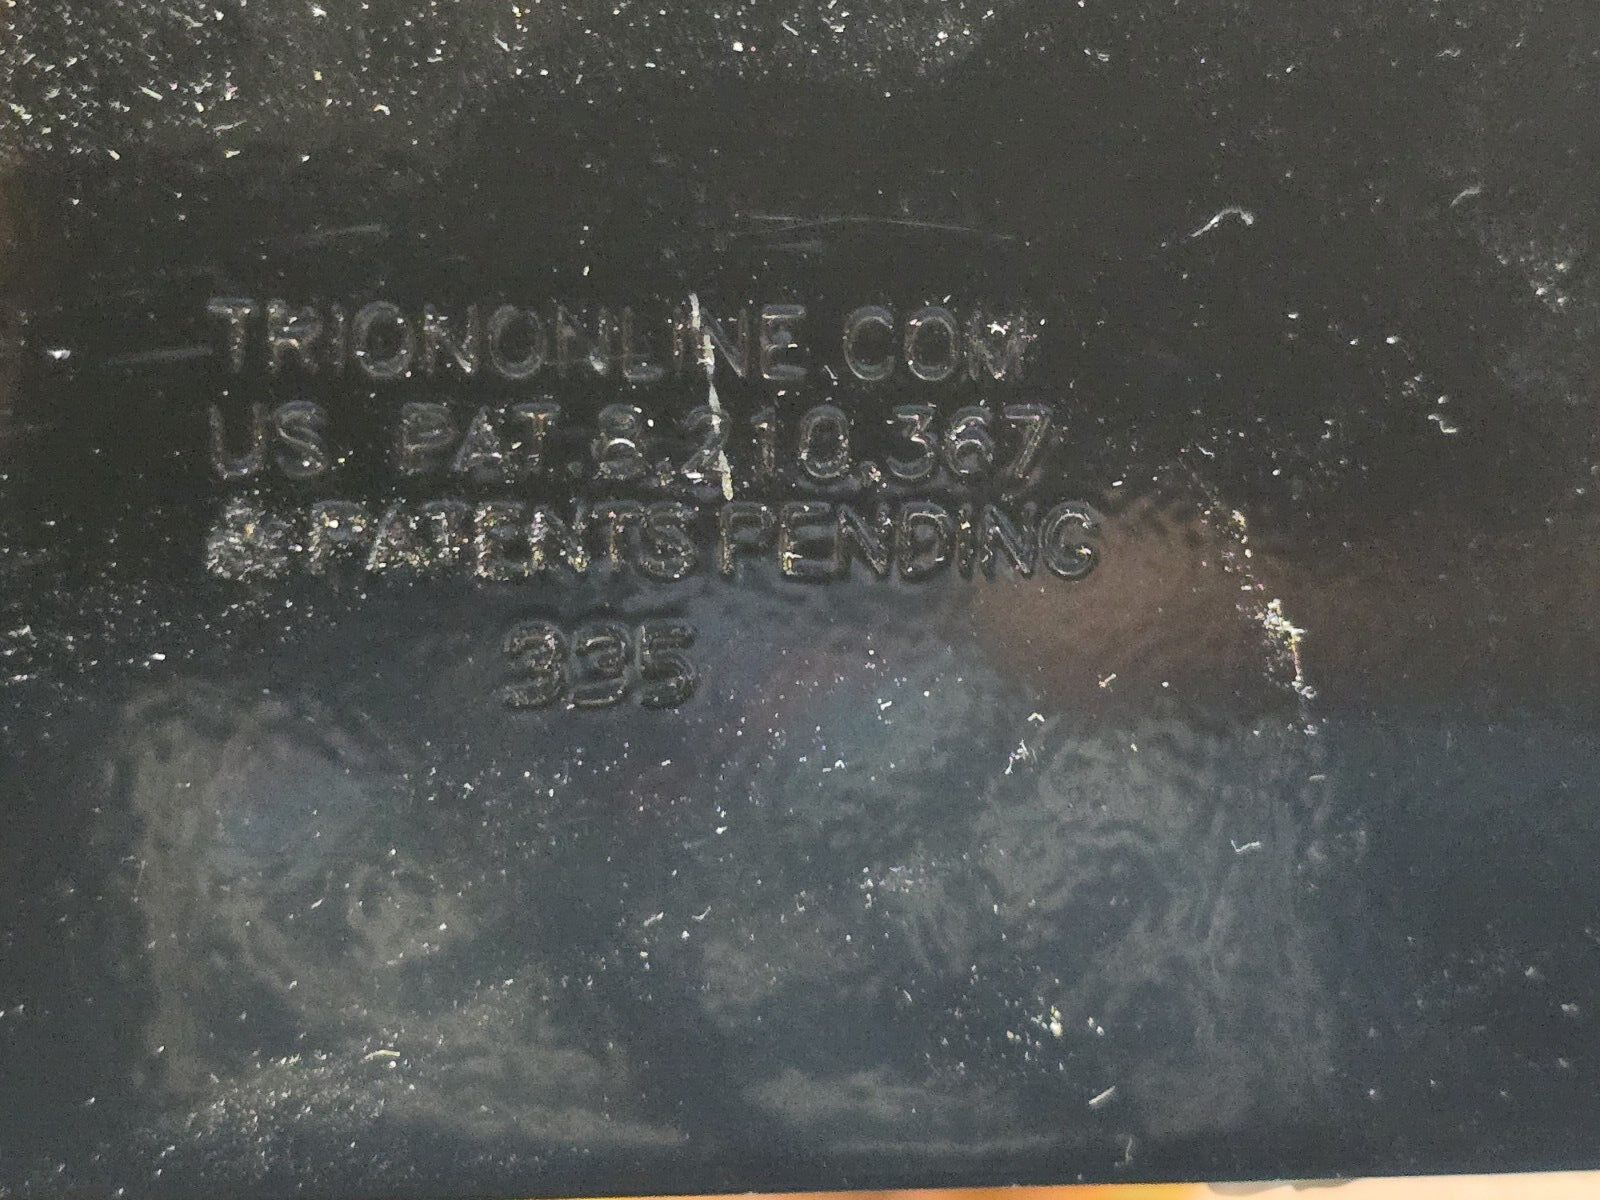 TRIONONLINE.COM
US. PAT.8,210,367
& PATENTS PENDING
335